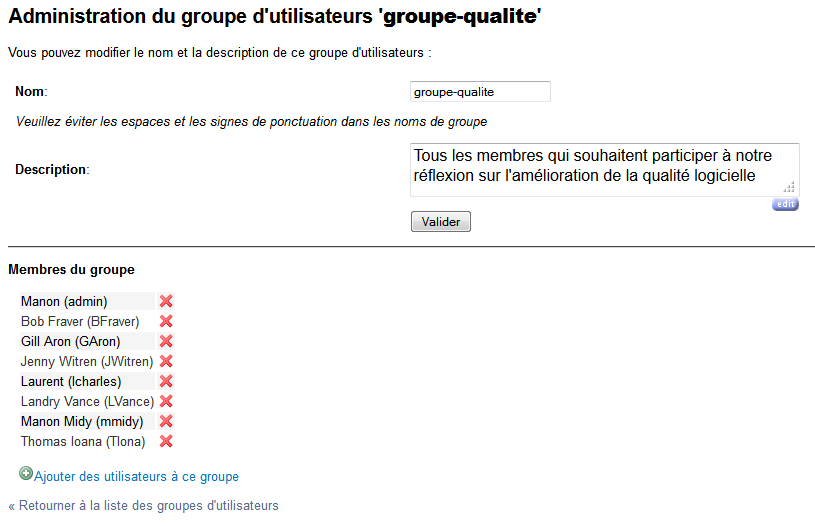 Administration du groupe d'utilisateurs 'groupe-qualite'
Vous pouvez modifier le nom et la description de ce groupe d'utilisateurs :
Nom: groupe-qualite
Veuillez éviter les espaces et les signes de ponctuation dans les noms de groupe
Description: Tous les membres qui souhaitent participer à notre
réflexion sur l'amélioration de la qualité logicielle
edit
Valider
Membres du groupe
Manon (admin)
Bob Fraver (BFraver)
Gill Aron (GAron)
Jenny Witren (JWitren)
Laurent (lcharles)
Landry Vance (LVance)
Manon Midy (mmidy)
Thomas Ioana (TIona)
Ajouter des utilisateurs à ce groupe
« Retourner à la liste des groupes d'utilisateurs